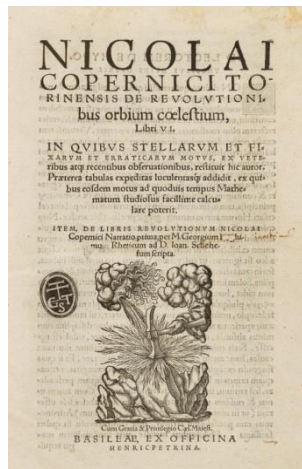 NICOLAI
COPERNICI TO-
RINENSIS DE REVOLVTIONI-
bus orbium cœlestium,
Libri VI.
IN QVIBVS STELLARVM ET FI-
XARVM ET ERRATICARVM MOTVS, EX VETE-
ribus atq; recentibus obseruationibus, restituit hic autor.
Præterea tabulas expeditas luculentasq; addidit, ex qui-
bus eosdem motus ad quoduis tempus Mathe-
matum studiosus facillime calcu-
lare poterit.
ITEM, DE LIBRIS REVOLVTIONVM NICOLAI
Copernici Narratio prima, per M. Georgium
Rheticum ad D. Ioan. Schone-
rum scripta.
Cum Gratia & Priuilegio Cæs. Maiest.
BASILEAE, EX OFFICINA
HENRICPETRINA.